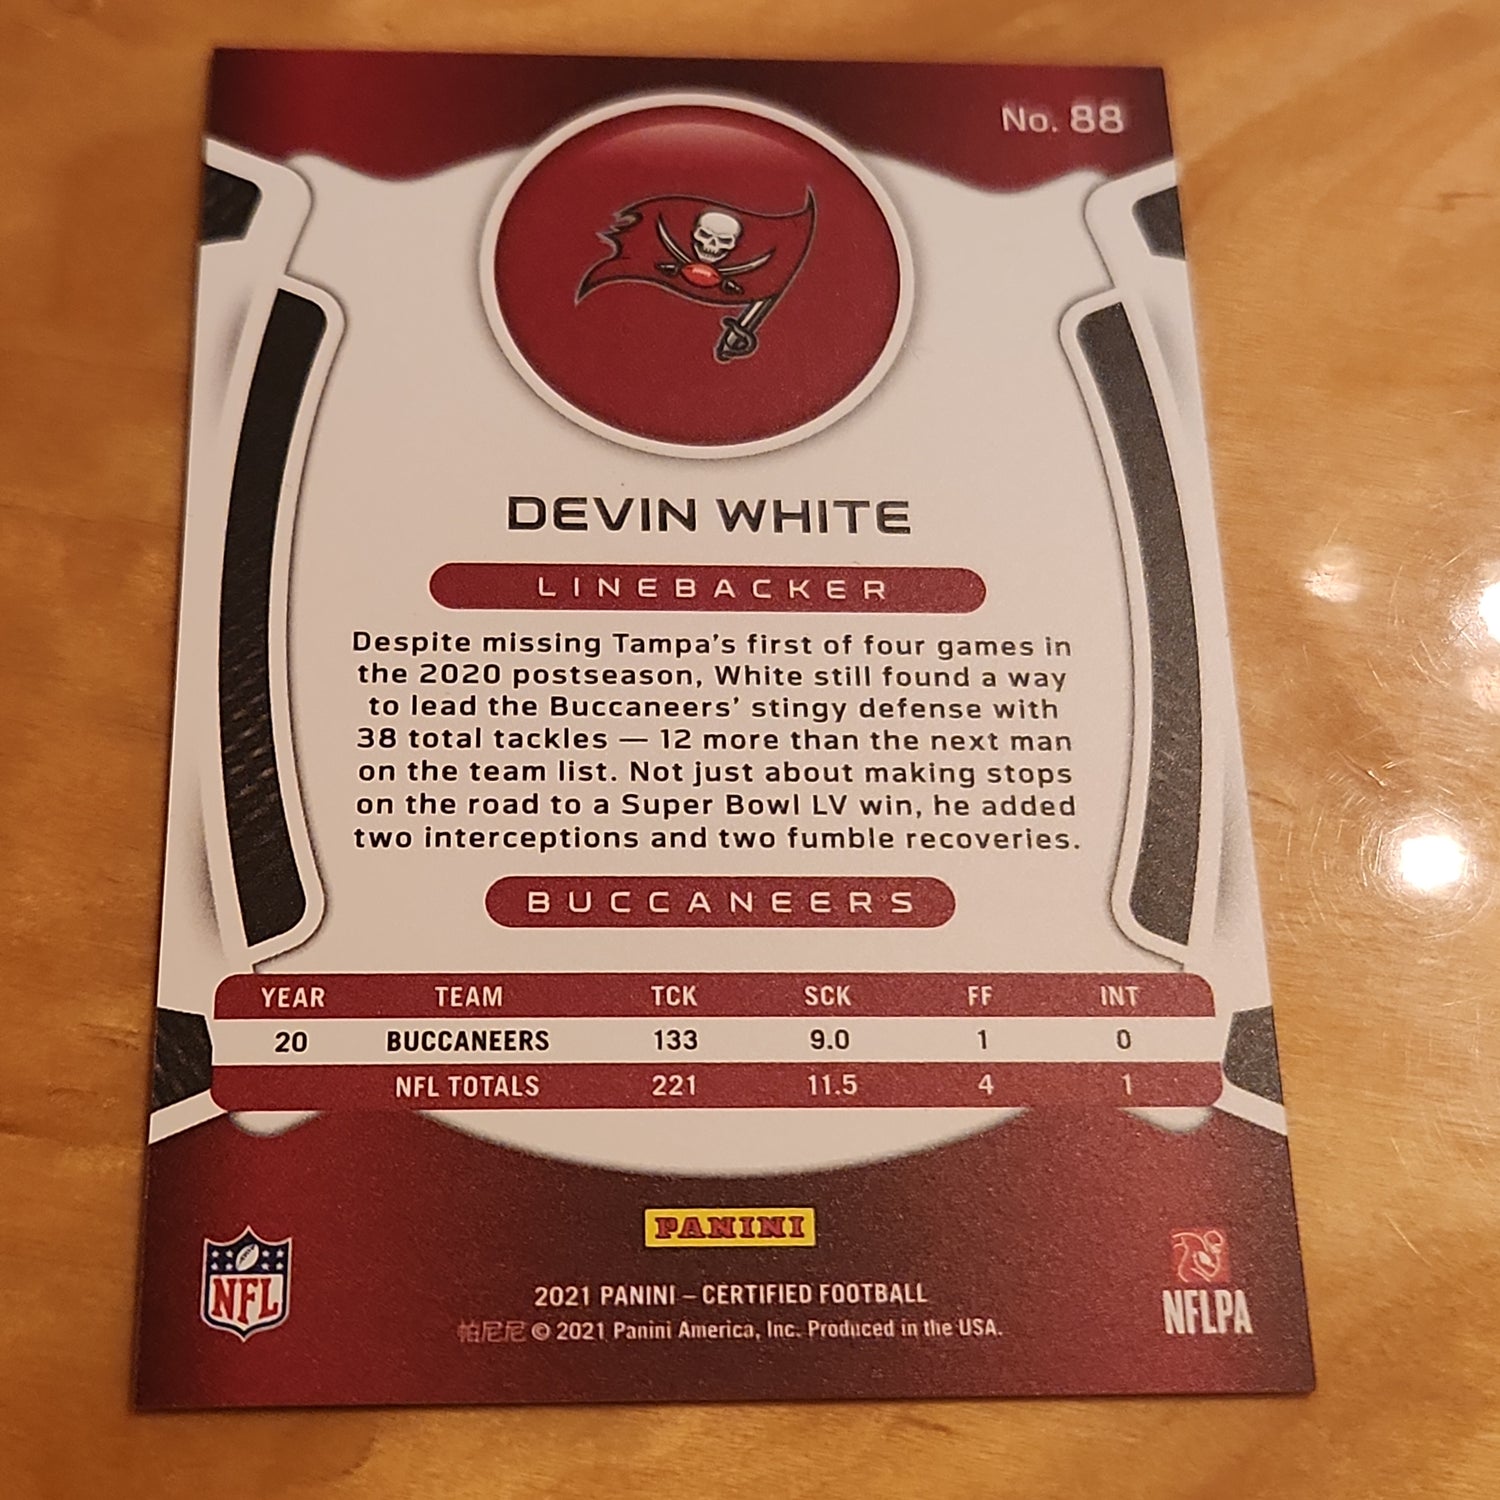 No. 88
DEVIN WHITE
LINEBACKER
Despite missing Tampa's first of four games in
the 2020 postseason, White still found a way
to lead the Buccaneers' stingy defense with
38 total tackles — 12 more than the next man
on the team list. Not just about making stops
on the road to a Super Bowl LV win, he added
two interceptions and two fumble recoveries.
BUCCANEERS
YEAR TEAM TCK SCK FF INT
20 BUCCANEERS 133 9.0 1 0
NFL TOTALS 221 11.5 4 1
PANINI
NFL
2021 PANINI – CERTIFIED FOOTBALL
帕尼尼 © 2021 Panini America, Inc. Produced in the USA.
NFLPA